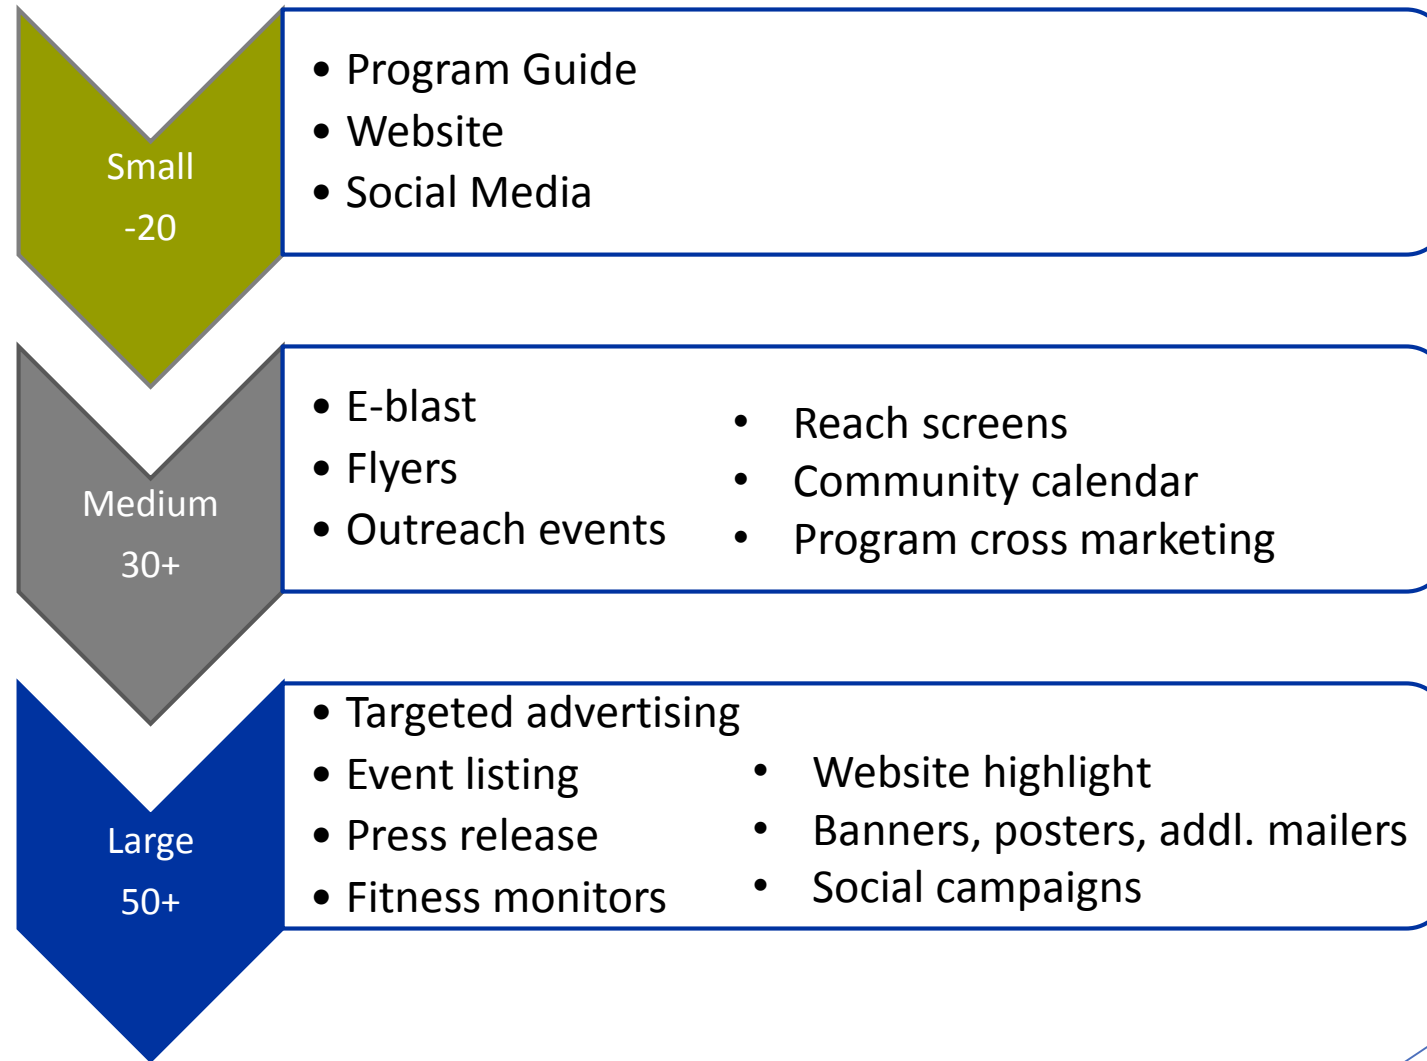 Small
-20
• Program Guide
• Website
• Social Media
Medium
30+
• E-blast
• Flyers
• Outreach events
• Reach screens
• Community calendar
• Program cross marketing
Large
50+
• Targeted advertising
• Event listing
• Press release
• Fitness monitors
• Website highlight
• Banners, posters, addl. mailers
• Social campaigns